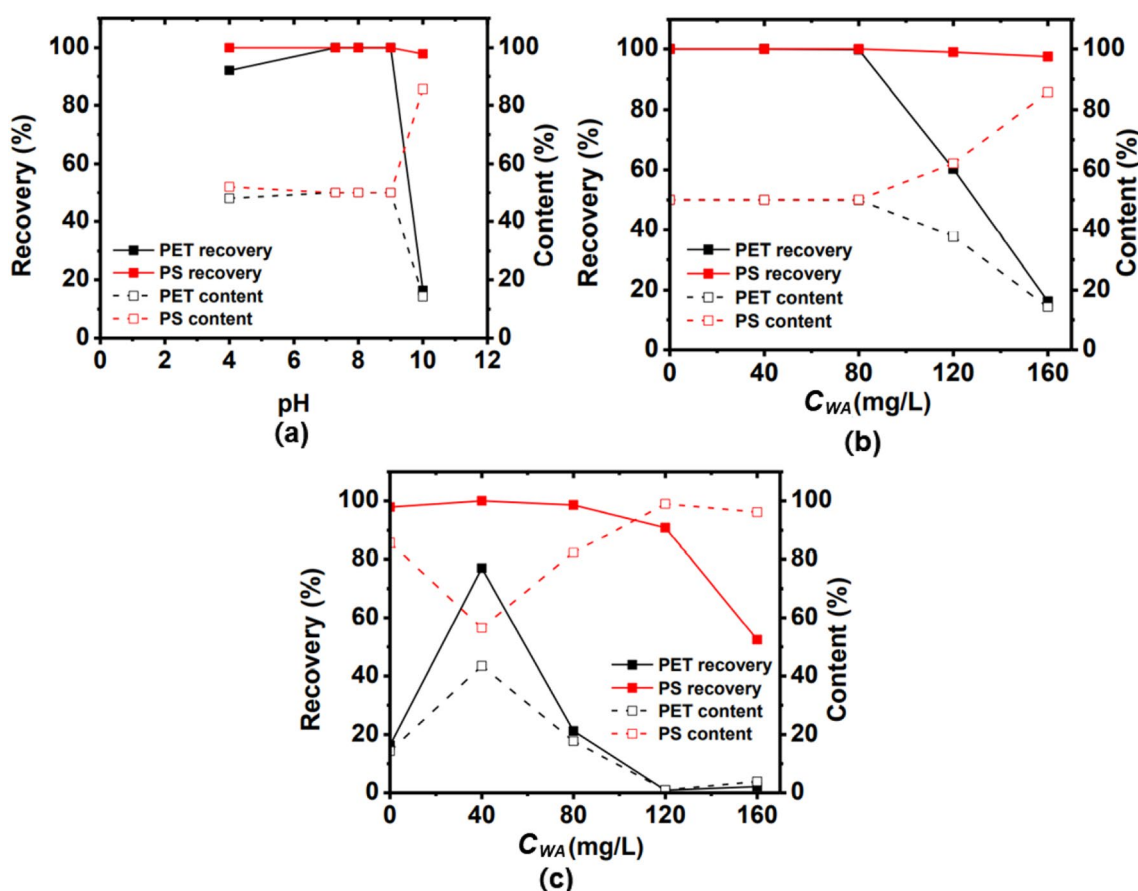 100
80
60
40
20
0
Recovery (%)
PET recovery
PS recovery
PET content
PS content
100
80
60
40
20
0
Content (%)
0 2 4 6 8 10 12
pH
(a)
100
80
60
40
20
0
Recovery (%)
PET recovery
PS recovery
PET content
PS content
100
80
60
40
20
0
Content (%)
0 40 80 120 160
C_WA (mg/L)
(b)
100
80
60
40
20
0
Recovery (%)
PET recovery
PS recovery
PET content
PS content
100
80
60
40
20
0
Content (%)
0 40 80 120 160
C_WA (mg/L)
(c)